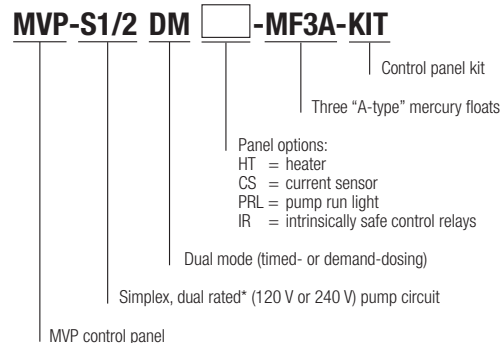 MVP-S1/2 DM -MF3A-KIT
Control panel kit
Three “A-type” mercury floats
Panel options:
HT = heater
CS = current sensor
PRL = pump run light
IR = intrinsically safe control relays
Dual mode (timed- or demand-dosing)
Simplex, dual rated* (120 V or 240 V) pump circuit
MVP control panel